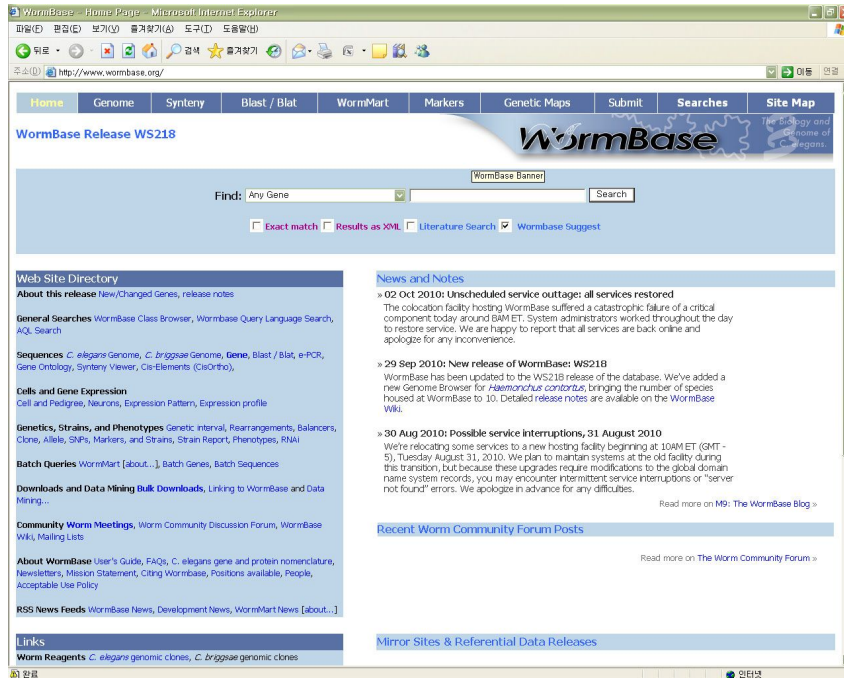 WormBase - Home Page - Microsoft Internet Explorer
파일(F) 편집(E) 보기(V) 즐겨찾기(A) 도구(T) 도움말(H)
뒤로 검색 즐겨찾기
주소(D) http://www.wormbase.org/ 이동 연결
Home Genome Synteny Blast / Blat WormMart Markers Genetic Maps Submit Searches Site Map
WormBase Release WS218
WormBase
The Biology and
Genome of
C. elegans.
WormBase Banner
Find: Any Gene Search
Exact match Results as XML Literature Search Wormbase Suggest
Web Site Directory
About this release New/Changed Genes, release notes
General Searches WormBase Class Browser, Wormbase Query Language Search,
AQL Search
Sequences C. elegans Genome, C. briggsae Genome, Gene, Blast / Blat, e-PCR,
Gene Ontology, Synteny Viewer, Cis-Elements (CisOrtho),
Cells and Gene Expression
Cell and Pedigree, Neurons, Expression Pattern, Expression profile
Genetics, Strains, and Phenotypes Genetic interval, Rearrangements, Balancers,
Clone, Allele, SNPs, Markers, and Strains, Strain Report, Phenotypes, RNAi
Batch Queries WormMart [about...], Batch Genes, Batch Sequences
Downloads and Data Mining Bulk Downloads, Linking to WormBase and Data
Mining...
Community Worm Meetings, Worm Community Discussion Forum, WormBase
Wiki, Mailing Lists
About WormBase User's Guide, FAQs, C. elegans gene and protein nomenclature,
Newsletters, Mission Statement, Citing Wormbase, Positions available, People,
Acceptable Use Policy
RSS News Feeds WormBase News, Development News, WormMart News [about...]
Links
Worm Reagents C. elegans genomic clones, C. briggsae genomic clones
News and Notes
» 02 Oct 2010: Unscheduled service outage: all services restored
The colocation facility hosting WormBase suffered a catastrophic failure of a critical
component today around 8AM ET. System administrators worked throughout the day
to restore service. We are happy to report that all services are back online and
apologize for any inconvenience.
» 29 Sep 2010: New release of WormBase: WS218
WormBase has been updated to the WS218 release of the database. We've added a
new Genome Browser for Haemonchus contortus, bringing the number of species
housed at WormBase to 10. Detailed release notes are available on the WormBase
Wiki.
» 30 Aug 2010: Possible service interruptions, 31 August 2010
We're relocating some services to a new hosting facility beginning at 10AM ET (GMT -
5), Tuesday August 31, 2010. We plan to maintain systems at the old facility during
this transition, but because these upgrades require modifications to the global domain
name system records, you may encounter intermittent service interruptions or "server
not found" errors. We apologize in advance for any difficulties.
Read more on M9: The WormBase Blog »
Recent Worm Community Forum Posts
Read more on The Worm Community Forum »
Mirror Sites & Referential Data Releases
완료 인터넷